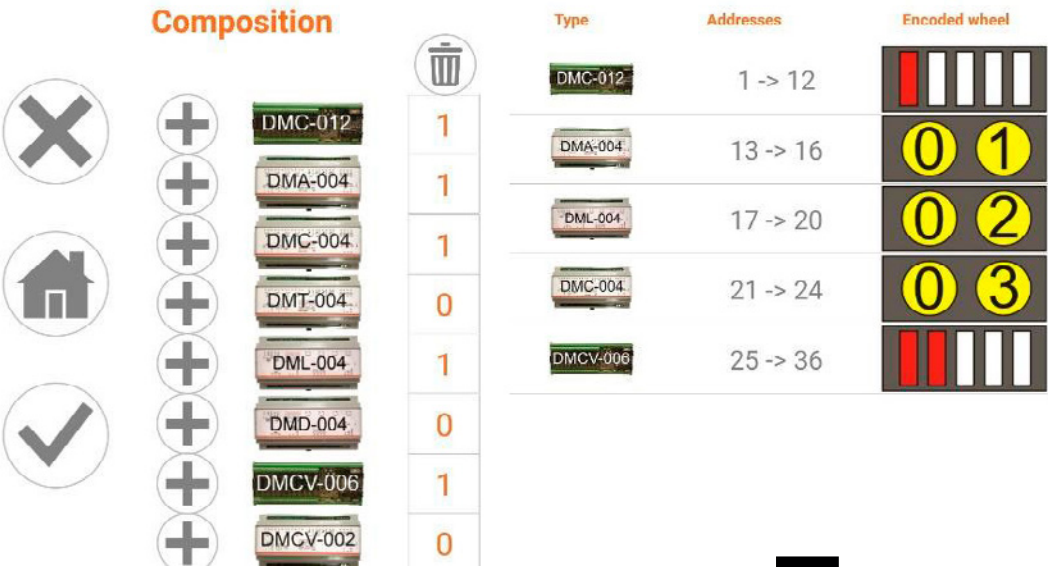 Composition
DMC-012 1
DMA-004 1
DMC-004 1
DMT-004 0
DML-004 1
DMD-004 0
DMCV-006 1
DMCV-002 0
Type Addresses Encoded wheel
DMC-012 1 -> 12
DMA-004 13 -> 16 0 1
DML-004 17 -> 20 0 2
DMC-004 21 -> 24 0 3
DMCV-006 25 -> 36